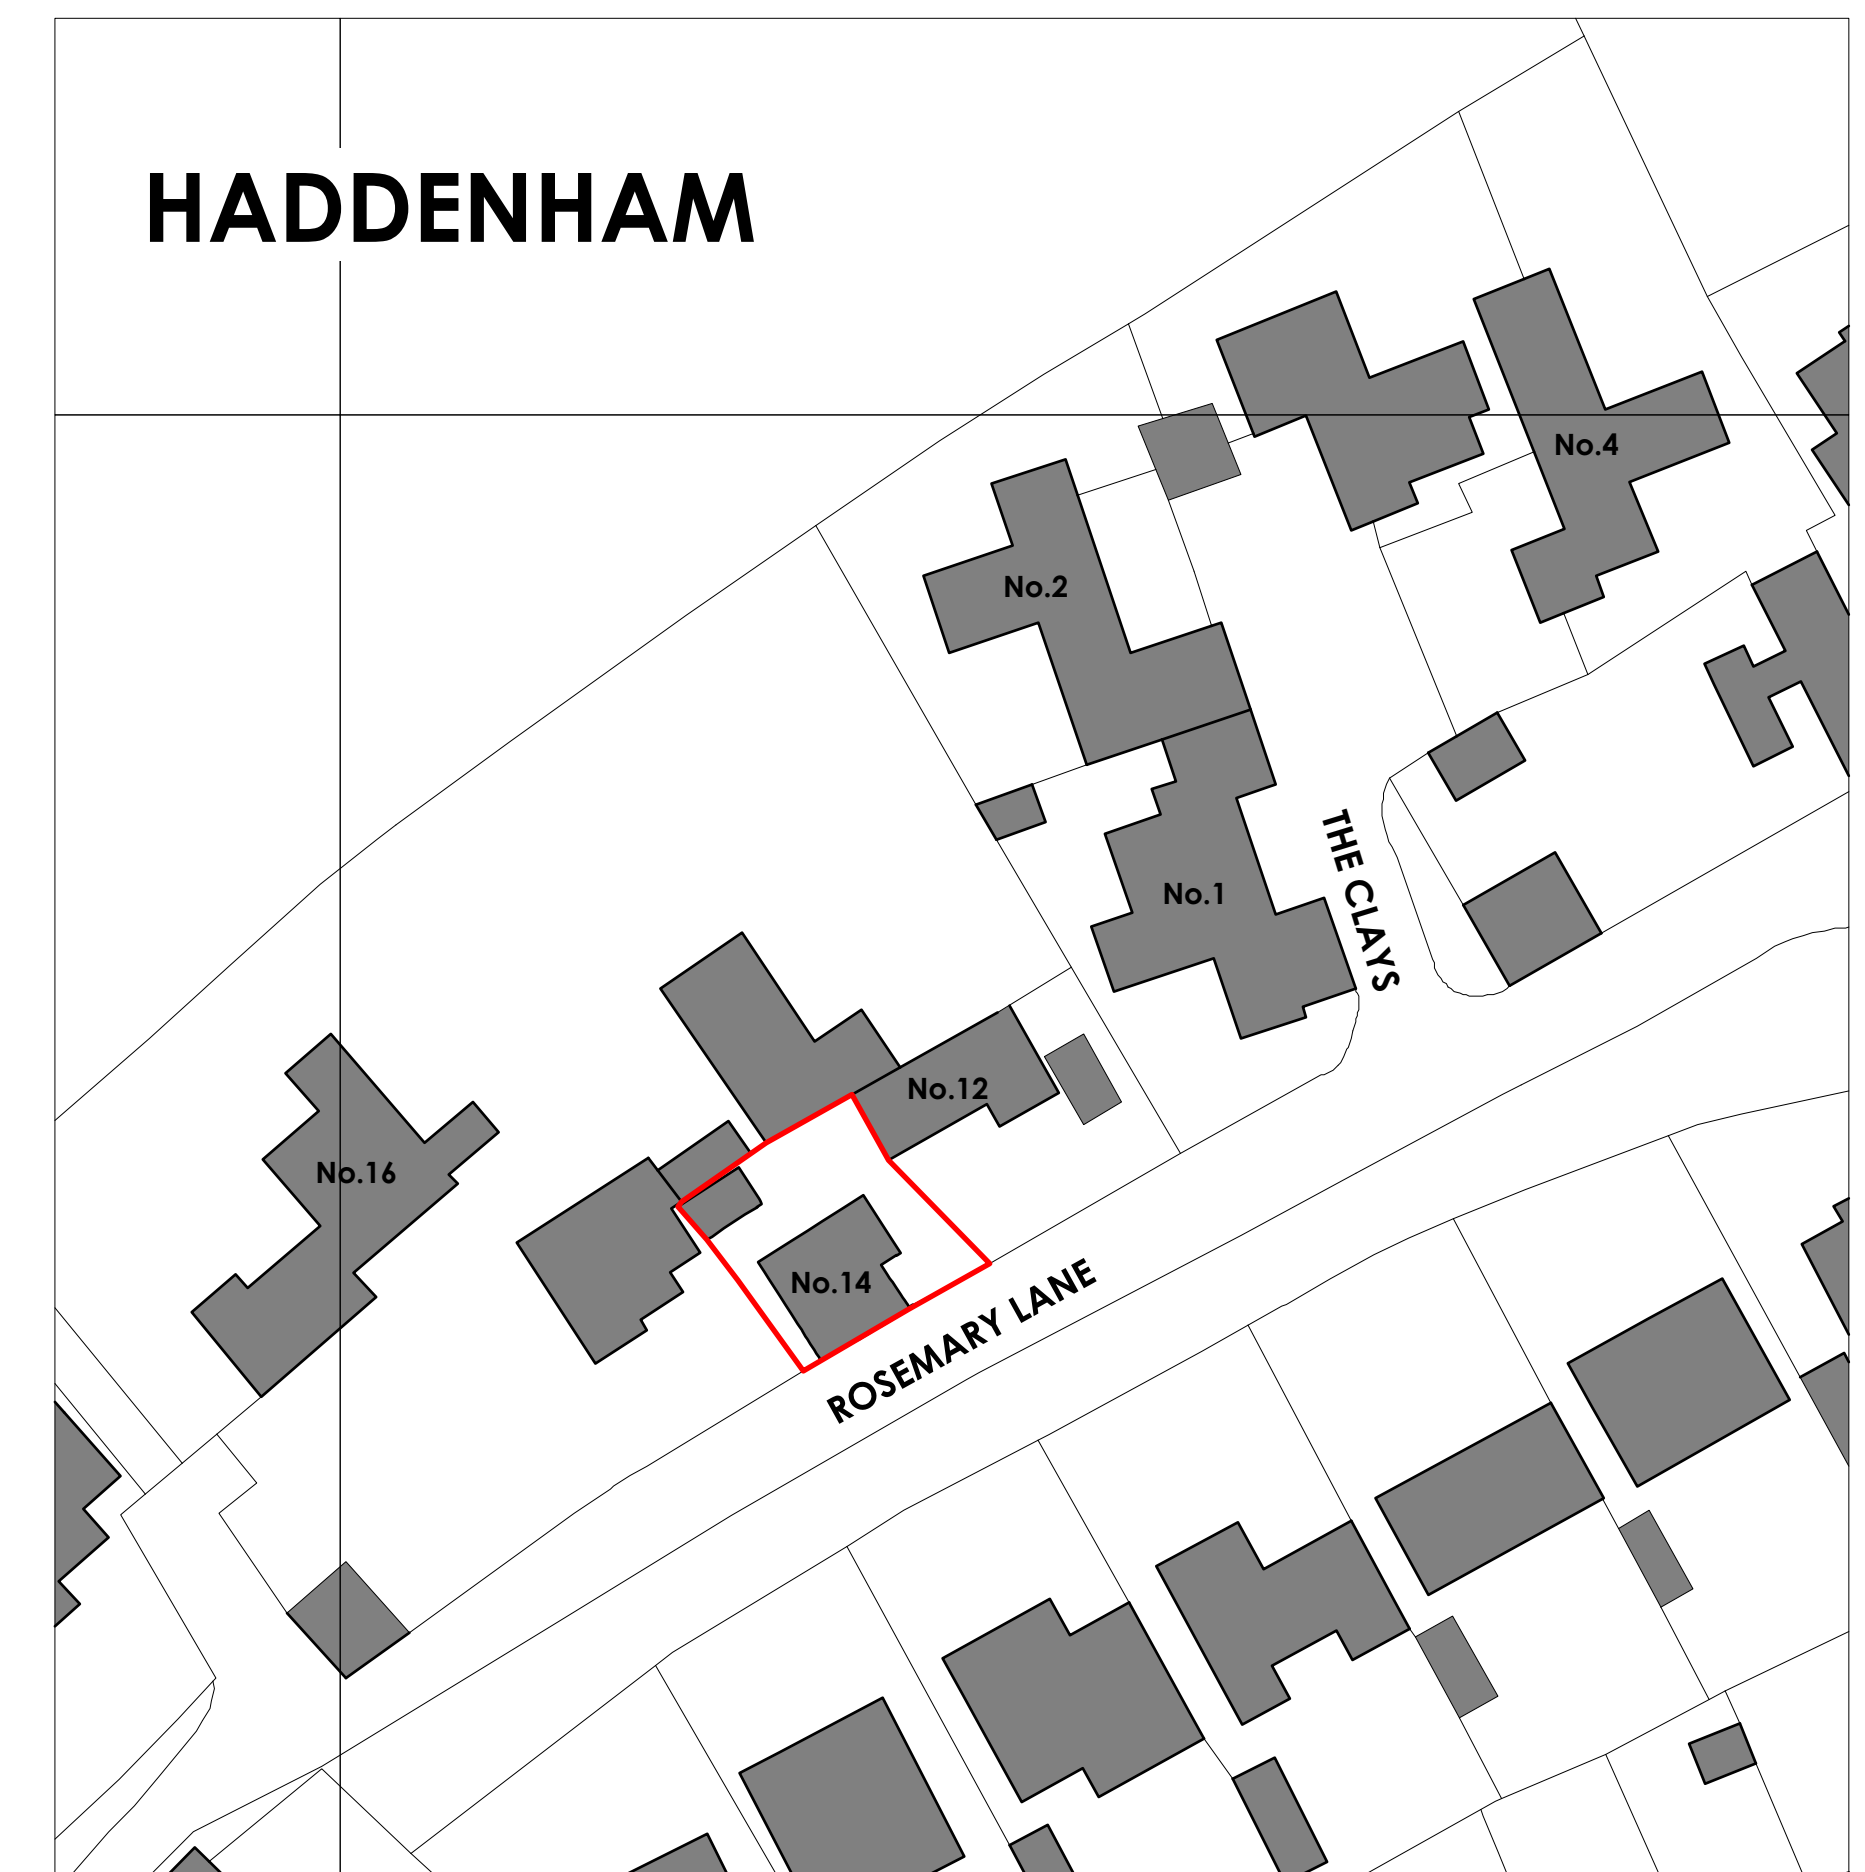 HADDENHAM
No.4
No.2
No.1
THE CLAYS
No.12
No.16
No.14
ROSEMARY LANE